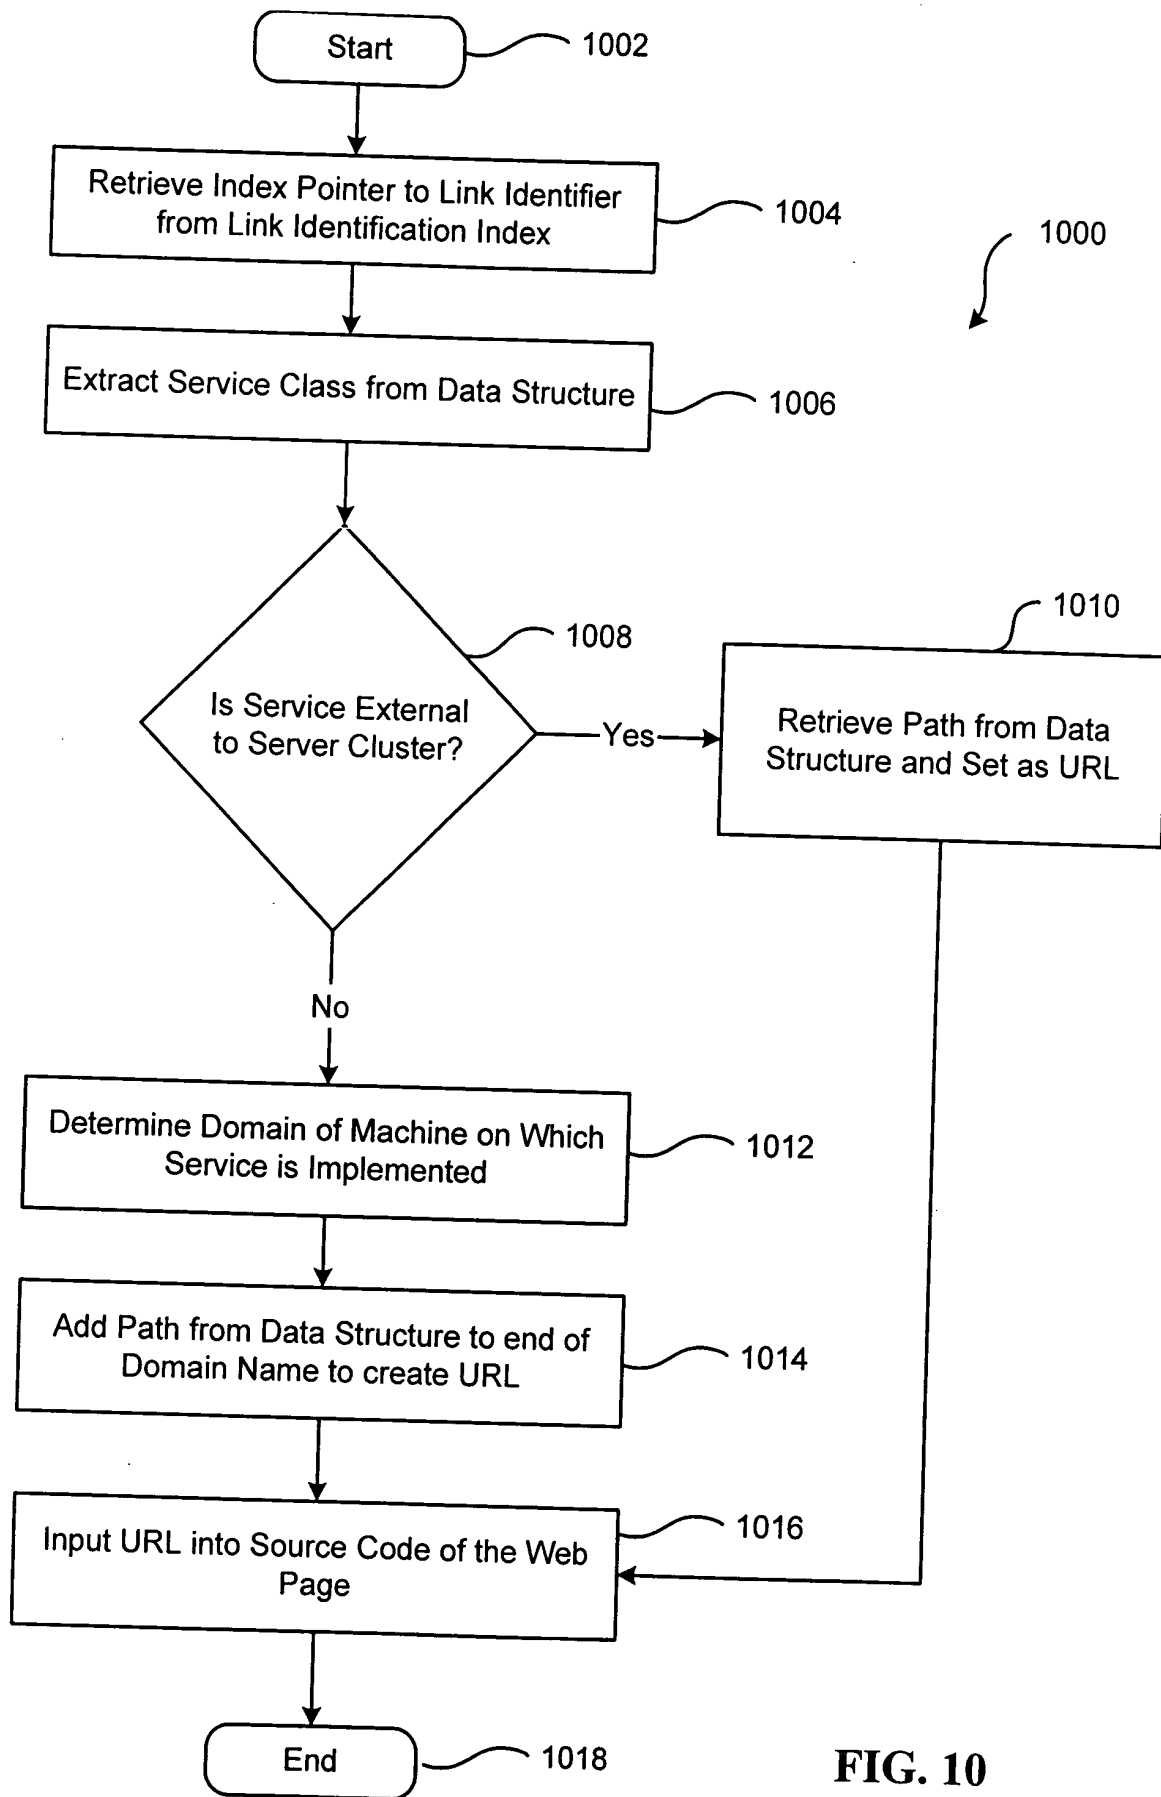 Start
1002
Retrieve Index Pointer to Link Identifier
from Link Identification Index
1004
1000
Extract Service Class from Data Structure
1006
1008
1010
Is Service External
to Server Cluster?
Yes
Retrieve Path from Data
Structure and Set as URL
No
Determine Domain of Machine on Which
Service is Implemented
1012
Add Path from Data Structure to end of
Domain Name to create URL
1014
Input URL into Source Code of the Web
Page
1016
End
1018
FIG. 10